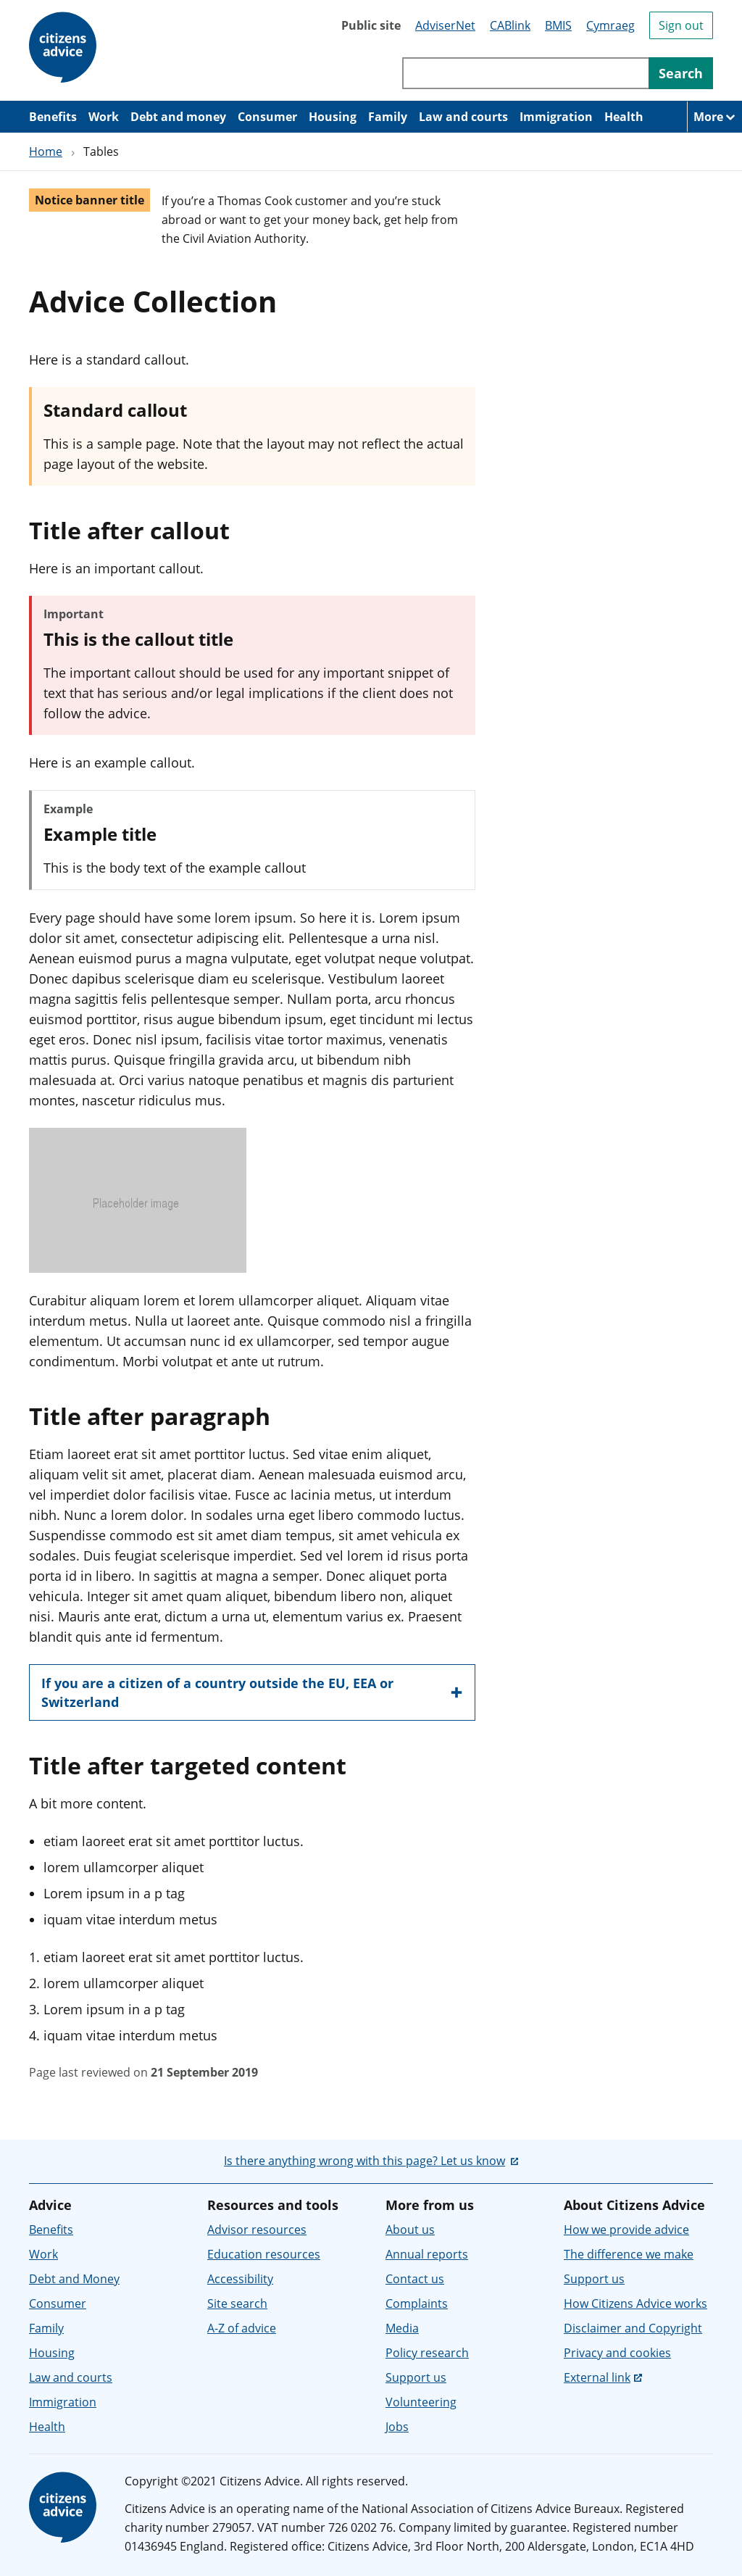 citizens
advice
Public site AdviserNet CABlink BMIS Cymraeg Sign out
Search
Benefits Work Debt and money Consumer Housing Family Law and courts Immigration Health More
Home › Tables
Notice banner title
If you’re a Thomas Cook customer and you’re stuck
abroad or want to get your money back, get help from
the Civil Aviation Authority.
Advice Collection
Here is a standard callout.
Standard callout
This is a sample page. Note that the layout may not reflect the actual
page layout of the website.
Title after callout
Here is an important callout.
Important
This is the callout title
The important callout should be used for any important snippet of
text that has serious and/or legal implications if the client does not
follow the advice.
Here is an example callout.
Example
Example title
This is the body text of the example callout
Every page should have some lorem ipsum. So here it is. Lorem ipsum
dolor sit amet, consectetur adipiscing elit. Pellentesque a urna nisl.
Aenean euismod purus a magna vulputate, eget volutpat neque volutpat.
Donec dapibus scelerisque diam eu scelerisque. Vestibulum laoreet
magna sagittis felis pellentesque semper. Nullam porta, arcu rhoncus
euismod porttitor, risus augue bibendum ipsum, eget tincidunt mi lectus
eget eros. Donec nisl ipsum, facilisis vitae tortor maximus, venenatis
mattis purus. Quisque fringilla gravida arcu, ut bibendum nibh
malesuada at. Orci varius natoque penatibus et magnis dis parturient
montes, nascetur ridiculus mus.
Placeholder image
Curabitur aliquam lorem et lorem ullamcorper aliquet. Aliquam vitae
interdum metus. Nulla ut laoreet ante. Quisque commodo nisl a fringilla
elementum. Ut accumsan nunc id ex ullamcorper, sed tempor augue
condimentum. Morbi volutpat et ante ut rutrum.
Title after paragraph
Etiam laoreet erat sit amet porttitor luctus. Sed vitae enim aliquet,
aliquam velit sit amet, placerat diam. Aenean malesuada euismod arcu,
vel imperdiet dolor facilisis vitae. Fusce ac lacinia metus, ut interdum
nibh. Nunc a lorem dolor. In sodales urna eget libero commodo luctus.
Suspendisse commodo est sit amet diam tempus, sit amet vehicula ex
sodales. Duis feugiat scelerisque imperdiet. Sed vel lorem id risus porta
porta id in libero. In sagittis at magna a semper. Donec aliquet porta
vehicula. Integer sit amet quam aliquet, bibendum libero non, aliquet
nisi. Mauris ante erat, dictum a urna ut, elementum varius ex. Praesent
blandit quis ante id fermentum.
If you are a citizen of a country outside the EU, EEA or
Switzerland
Title after targeted content
A bit more content.
• etiam laoreet erat sit amet porttitor luctus.
• lorem ullamcorper aliquet
• Lorem ipsum in a p tag
• iquam vitae interdum metus
1. etiam laoreet erat sit amet porttitor luctus.
2. lorem ullamcorper aliquet
3. Lorem ipsum in a p tag
4. iquam vitae interdum metus
Page last reviewed on 21 September 2019
Is there anything wrong with this page? Let us know
Advice
Benefits
Work
Debt and Money
Consumer
Family
Housing
Law and courts
Immigration
Health
Resources and tools
Advisor resources
Education resources
Accessibility
Site search
A-Z of advice
More from us
About us
Annual reports
Contact us
Complaints
Media
Policy research
Support us
Volunteering
Jobs
About Citizens Advice
How we provide advice
The difference we make
Support us
How Citizens Advice works
Disclaimer and Copyright
Privacy and cookies
External link
citizens
advice
Copyright ©2021 Citizens Advice. All rights reserved.
Citizens Advice is an operating name of the National Association of Citizens Advice Bureaux. Registered
charity number 279057. VAT number 726 0202 76. Company limited by guarantee. Registered number
01436945 England. Registered office: Citizens Advice, 3rd Floor North, 200 Aldersgate, London, EC1A 4HD